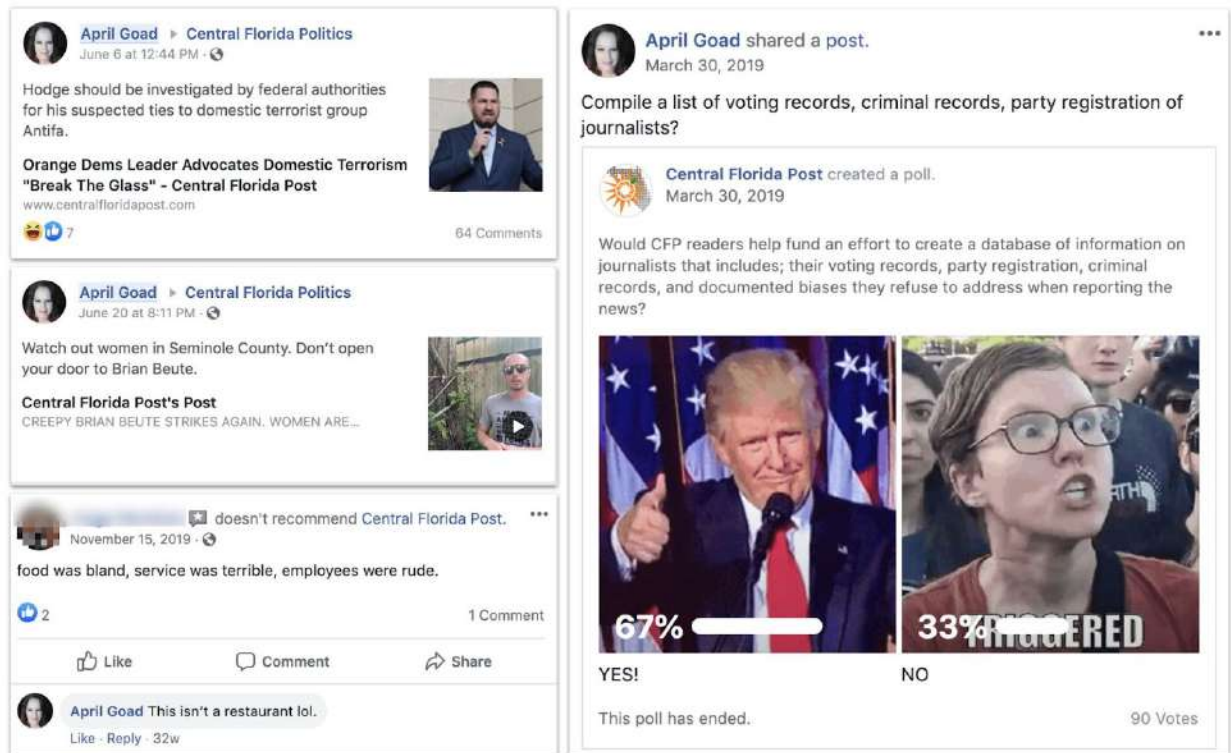 April Goad ▸ Central Florida Politics
June 6 at 12:44 PM ·
Hodge should be investigated by federal authorities
for his suspected ties to domestic terrorist group
Antifa.
Orange Dems Leader Advocates Domestic Terrorism
"Break The Glass" - Central Florida Post
www.centralfloridapost.com
7
64 Comments
April Goad ▸ Central Florida Politics
June 20 at 8:11 PM ·
Watch out women in Seminole County. Don't open
your door to Brian Beute.
Central Florida Post's Post
CREEPY BRIAN BEUTE STRIKES AGAIN. WOMEN ARE...
doesn't recommend Central Florida Post.
November 15, 2019 ·
food was bland, service was terrible, employees were rude.
2
1 Comment
Like Comment Share
April Goad This isn't a restaurant lol.
Like · Reply · 32w
April Goad shared a post.
March 30, 2019
Compile a list of voting records, criminal records, party registration of
journalists?
Central Florida Post created a poll.
March 30, 2019
Would CFP readers help fund an effort to create a database of information on
journalists that includes; their voting records, party registration, criminal
records, and documented biases they refuse to address when reporting the
news?
67%
33%
TRIGGERED
YES!
NO
This poll has ended.
90 Votes